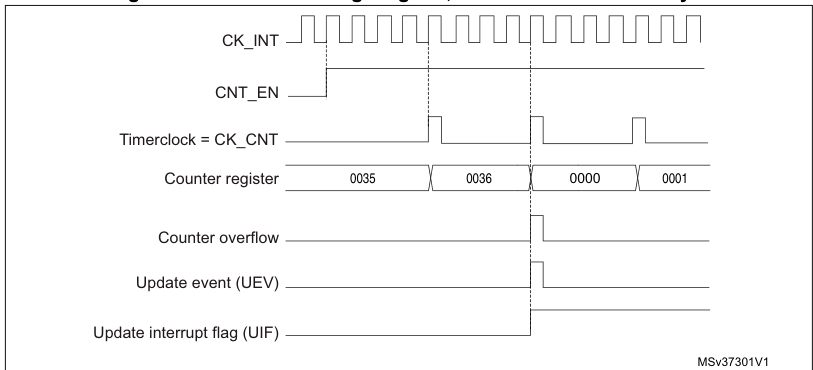 CK_INT
CNT_EN
Timerclock = CK_CNT
Counter register 0035 0036 0000 0001
Counter overflow
Update event (UEV)
Update interrupt flag (UIF)
MSv37301V1